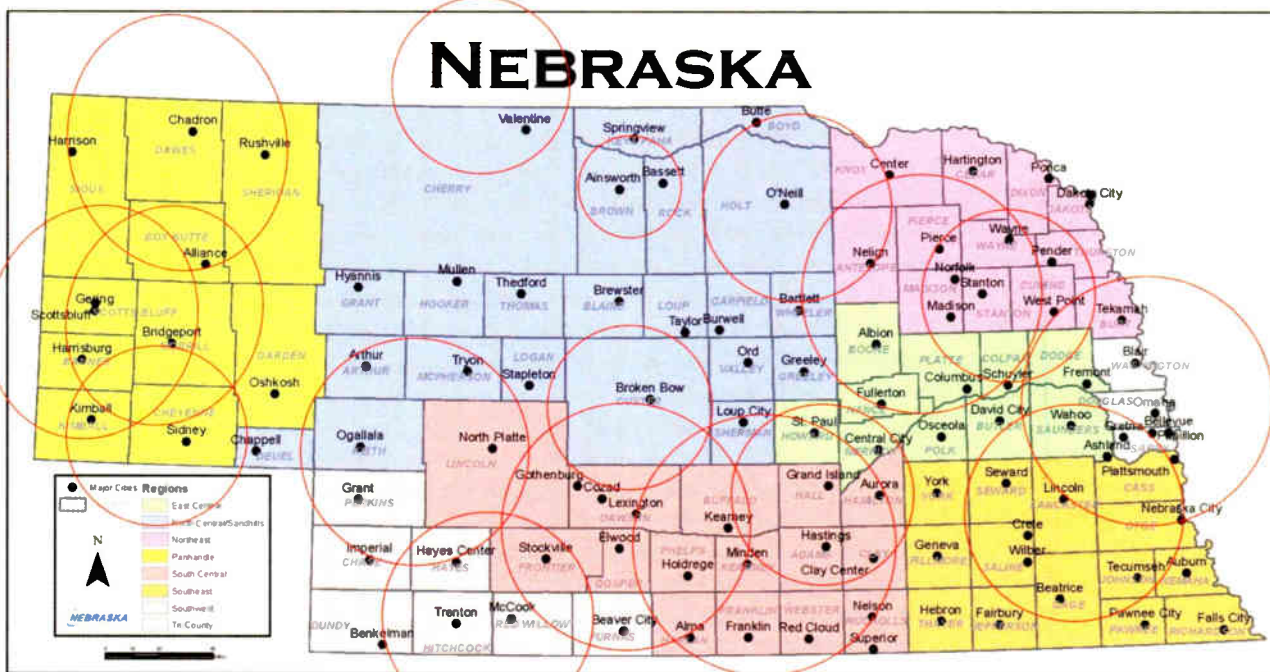 NEBRASKA
Harrison
SIOUX
Chadron
DAWES
Rushville
SHERIDAN
BOX BUTTE
Alliance
Gering
Scottsbluff
SCOTTS BLUFF
Harrisburg
Bridgeport
Kimball
KIMBALL
GARDEN
Oshkosh
CHEYENNE
Sidney
Chappell
DEUEL
Valentine
CHERRY
Springview
KEYA PAHA
Ainsworth
BROWN
Bassett
ROCK
Butte
BOYD
O'Neill
HOLT
Hyannis
GRANT
Mullen
HOOKER
Thedford
THOMAS
Brewster
BLAINE
LOUP
Taylor
GARFIELD
Burwell
Bartlett
WHEELER
Arthur
ARTHUR
Tryon
MCPHERSON
LOGAN
Stapleton
Broken Bow
CUSTER
Ord
VALLEY
Greeley
GREELEY
Loup City
SHERMAN
Ogallala
KEITH
KNOX
Center
Hartington
CEDAR
Ponca
DIXON
Dakota City
DAKOTA
PIERCE
Pierce
Wayne
WAYNE
Pender
THURSTON
Neligh
ANTELOPE
Norfolk
MADISON
Madison
Stanton
STANTON
CUMING
West Point
Tekamah
BURT
Albion
BOONE
PLATTE
Columbus
COLFAX
Schuyler
DODGE
Fremont
Blair
WASHINGTON
Fullerton
NANCE
St. Paul
HOWARD
Central City
MERRICK
Osceola
POLK
David City
BUTLER
Wahoo
SAUNDERS
DOUGLAS
Omaha
Gretna
Bellevue
Papillion
Ashland
North Platte
LINCOLN
Gothenburg
Cozad
Lexington
DAWSON
BUFFALO
Kearney
Grand Island
HALL
Aurora
HAMILTON
York
YORK
Seward
SEWARD
Lincoln
LANCASTER
Plattsmouth
CASS
Nebraska City
OTOE
Grant
PERKINS
Imperial
CHASE
Hayes Center
HAYES
Stockville
FRONTIER
Elwood
GOSPER
PHELPS
Holdrege
Minden
KEARNEY
Hastings
ADAMS
Clay Center
CLAY
Geneva
FILLMORE
Crete
Wilber
SALINE
Beatrice
GAGE
Tecumseh
JOHNSON
Auburn
NEMAHA
DUNDY
Benkelman
Trenton
HITCHCOCK
McCook
RED WILLOW
Beaver City
FURNAS
Alma
HARLAN
FRANKLIN
Franklin
WEBSTER
Red Cloud
Nelson
NUCKOLLS
Superior
Hebron
THAYER
Fairbury
JEFFERSON
Pawnee City
PAWNEE
Falls City
RICHARDSON
Major Cities
Regions
East Central
North Central/Sandhills
Northeast
Panhandle
South Central
Southeast
Southwest
Tri County
N
NEBRASKA